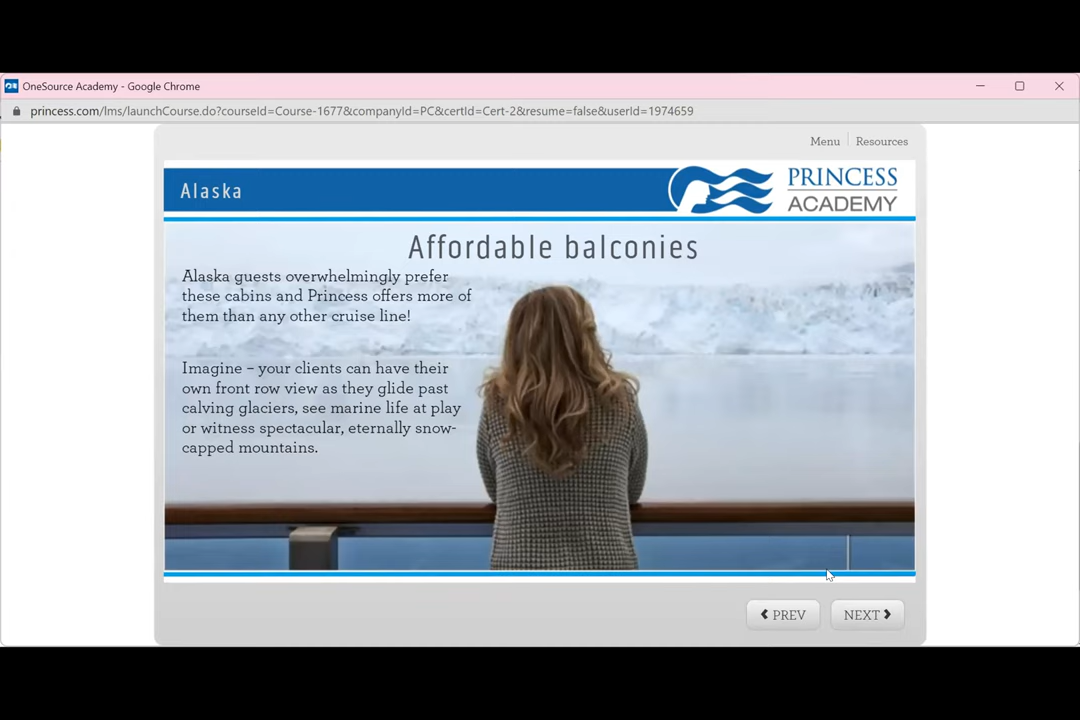 OneSource Academy - Google Chrome
princess.com/lms/launchCourse.do?courseId=Course-1677&companyId=PC&certId=Cert-2&resume=false&userId=1974659
Menu
Resources
Alaska
PRINCESS
ACADEMY
Affordable balconies
Alaska guests overwhelmingly prefer
these cabins and Princess offers more of
them than any other cruise line!
Imagine – your clients can have their
own front row view as they glide past
calving glaciers, see marine life at play
or witness spectacular, eternally snow-
capped mountains.
PREV
NEXT